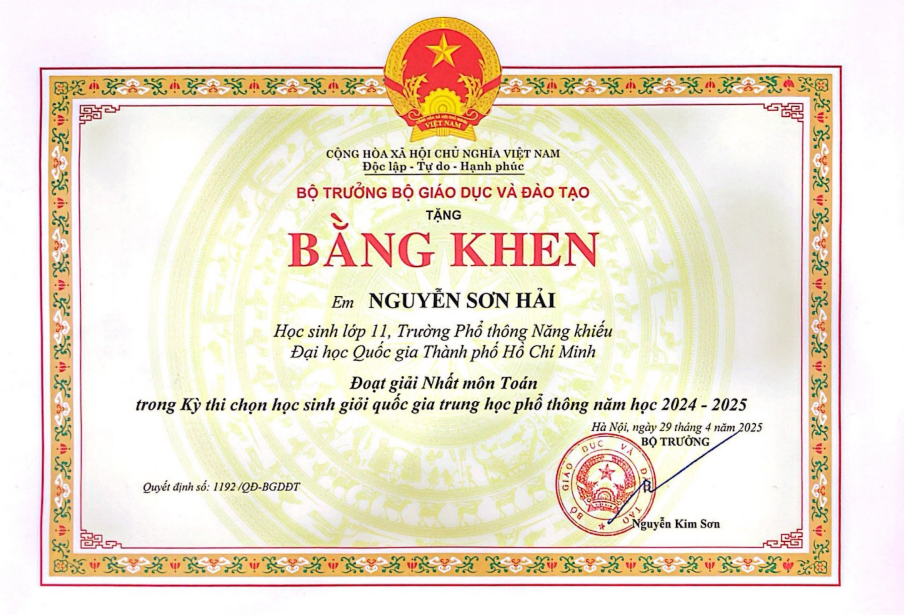 VIỆT NAM
CỘNG HÒA XÃ HỘI CHỦ NGHĨA VIỆT NAM
Độc lập - Tự do - Hạnh phúc
BỘ TRƯỞNG BỘ GIÁO DỤC VÀ ĐÀO TẠO
TẶNG
BẰNG KHEN
Em NGUYỄN SƠN HẢI
Học sinh lớp 11, Trường Phổ thông Năng khiếu
Đại học Quốc gia Thành phố Hồ Chí Minh
Đoạt giải Nhất môn Toán
trong Kỳ thi chọn học sinh giỏi quốc gia trung học phổ thông năm học 2024 - 2025
Hà Nội, ngày 29 tháng 4 năm 2025
BỘ TRƯỞNG
BỘ GIÁO DỤC VÀ ĐÀO TẠO
Quyết định số: 1192 /QĐ-BGDĐT
Nguyễn Kim Sơn